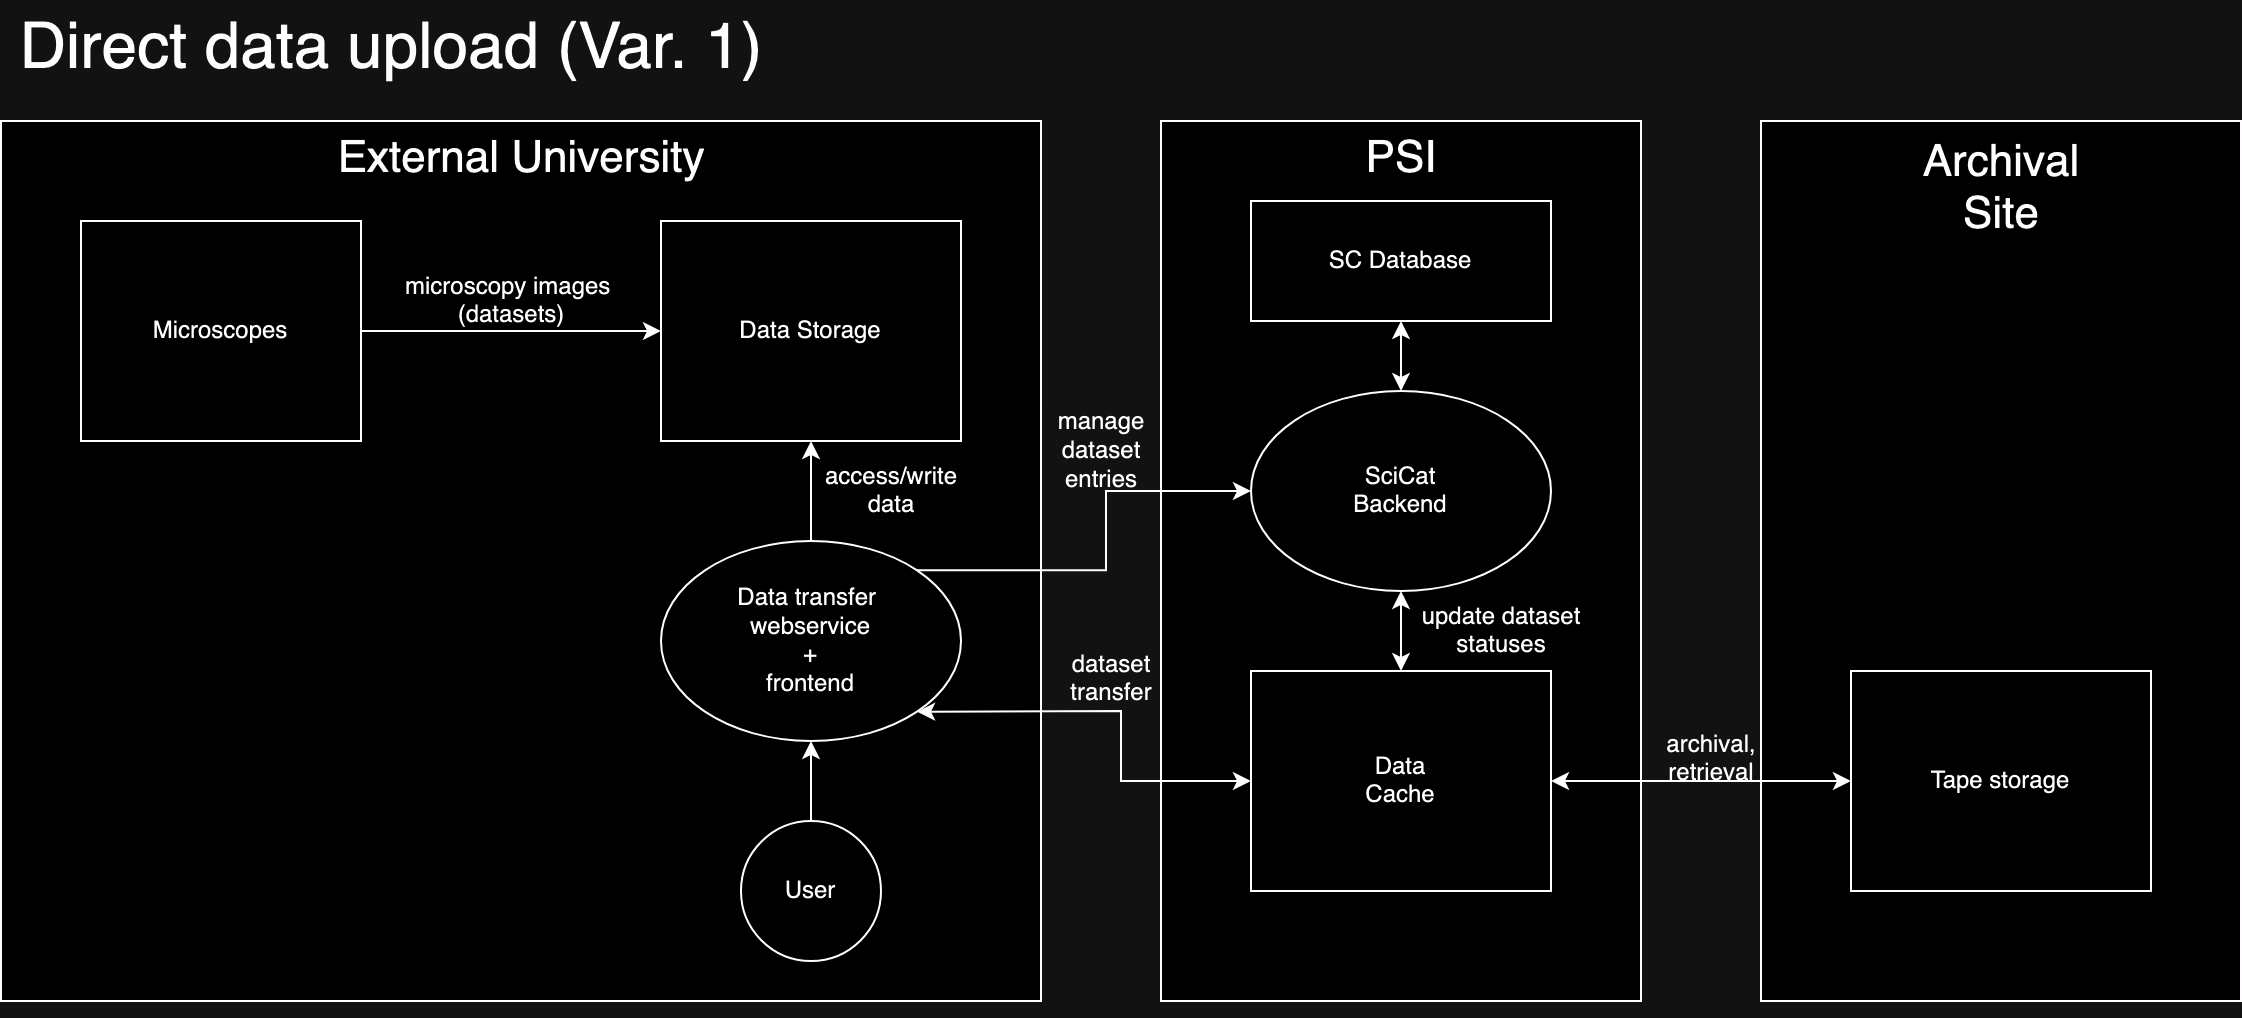 Direct data upload (Var. 1)
External University
Microscopes
microscopy images
(datasets)
Data Storage
access/write
data
Data transfer
webservice
+
frontend
User
manage
dataset
entries
dataset
transfer
PSI
SC Database
SciCat
Backend
update dataset
statuses
Data
Cache
archival,
retrieval
Archival
Site
Tape storage